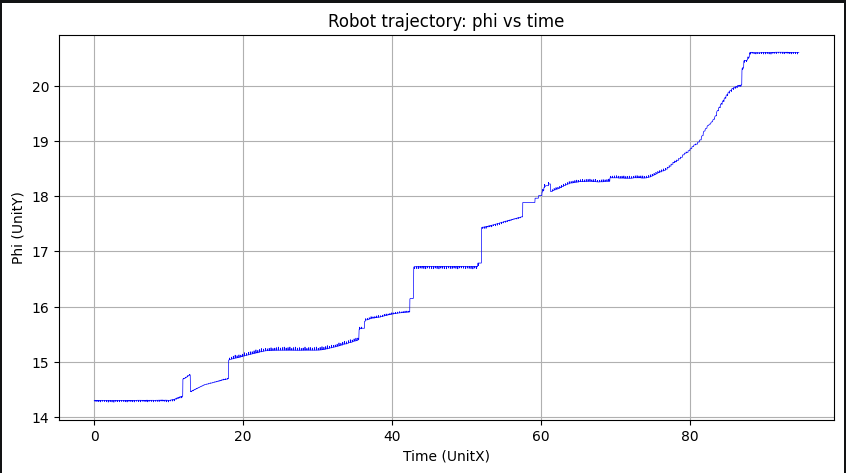 Robot trajectory: phi vs time
Phi (UnitY)
20
19
18
17
16
15
14
0 20 40 60 80
Time (UnitX)